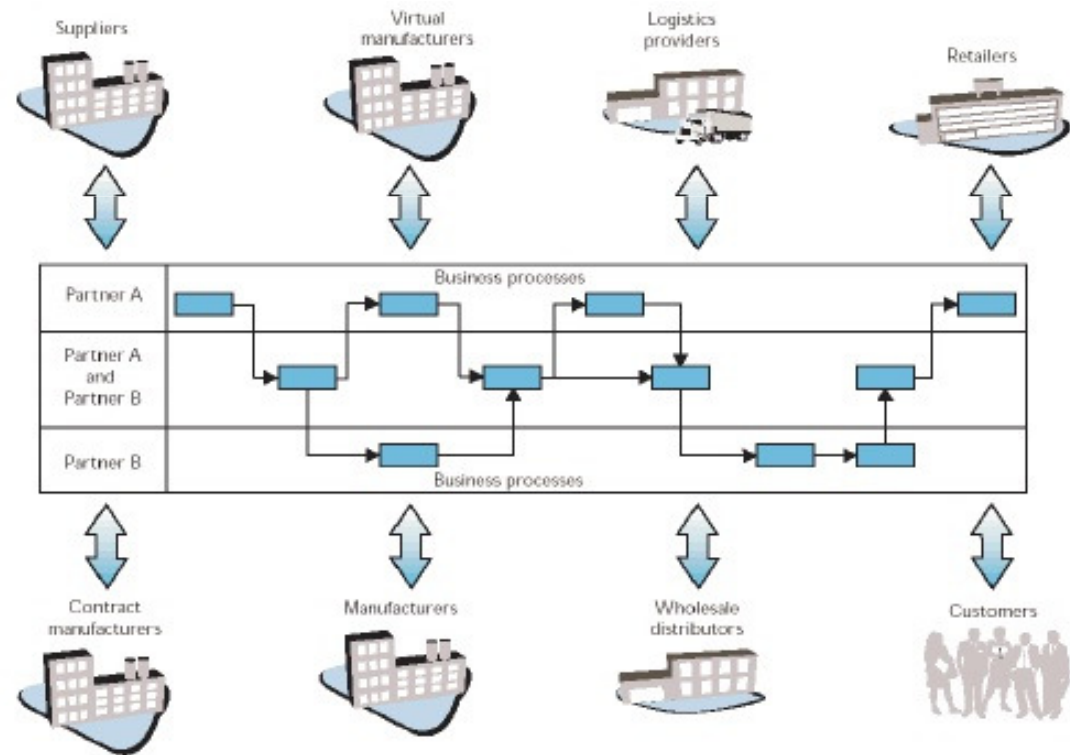 Suppliers
Virtual
manufacturers
Logistics
providers
Retailers
Business processes
Partner A
Partner A
and
Partner B
Partner B
Business processes
Contract
manufacturers
Manufacturers
Wholesale
distributors
Customers